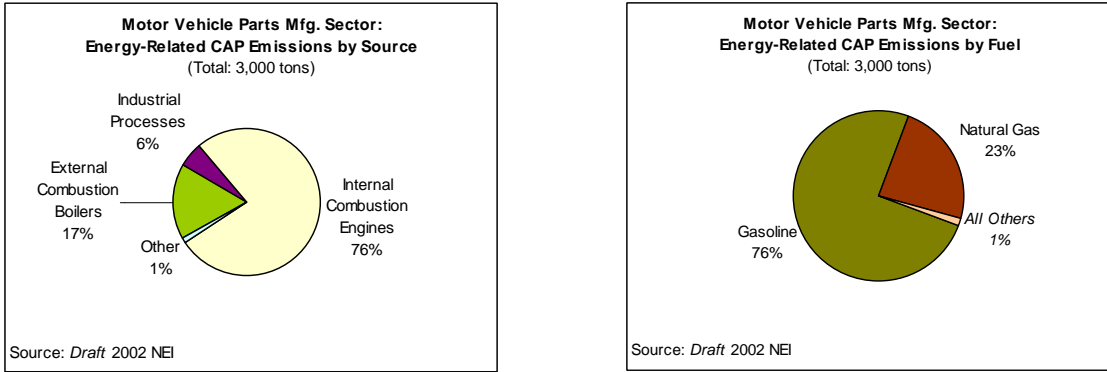 Motor Vehicle Parts Mfg. Sector:
Energy-Related CAP Emissions by Source
(Total: 3,000 tons)
Industrial
Processes
6%
External
Combustion
Boilers
17%
Other
1%
Internal
Combustion
Engines
76%
Source: Draft 2002 NEI
Motor Vehicle Parts Mfg. Sector:
Energy-Related CAP Emissions by Fuel
(Total: 3,000 tons)
Natural Gas
23%
Gasoline
76%
All Others
1%
Source: Draft 2002 NEI